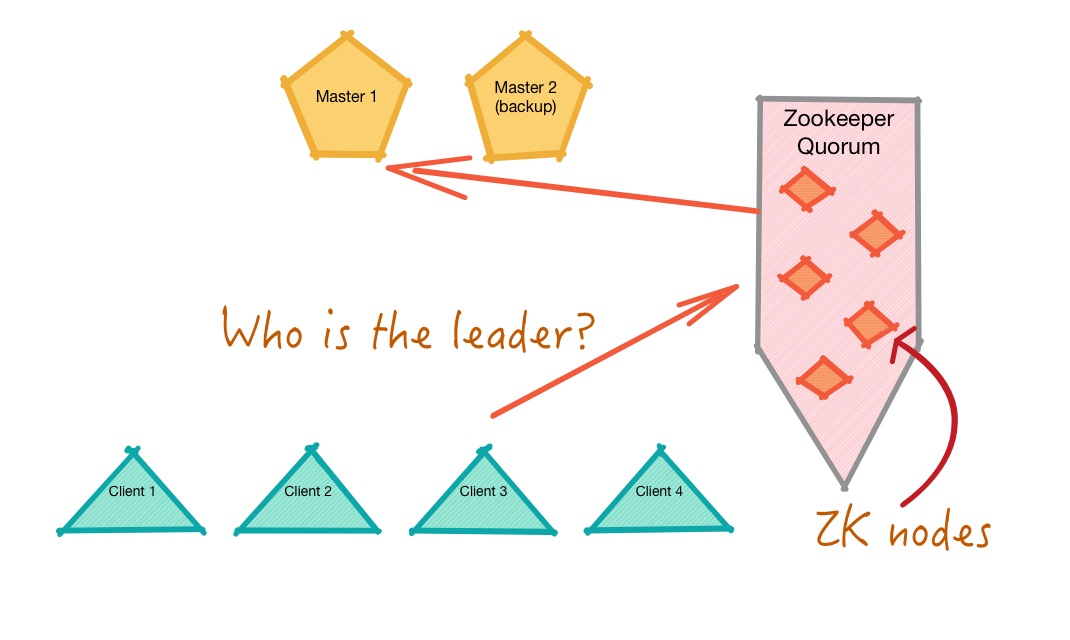 Master 1
Master 2
(backup)
Zookeeper
Quorum
Who is the leader?
Client 1
Client 2
Client 3
Client 4
ZK nodes